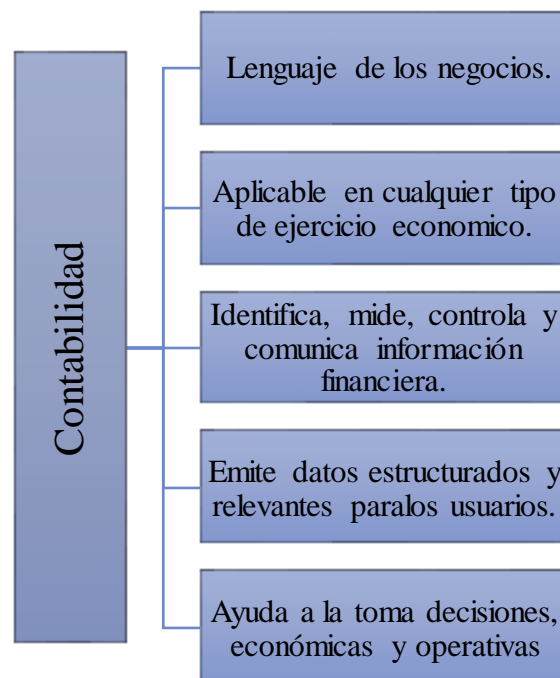 Contabilidad
Lenguaje de los negocios.
Aplicable en cualquier tipo
de ejercicio economico.
Identifica, mide, controla y
comunica información
financiera.
Emite datos estructurados y
relevantes paralos usuarios.
Ayuda a la toma decisiones,
económicas y operativas